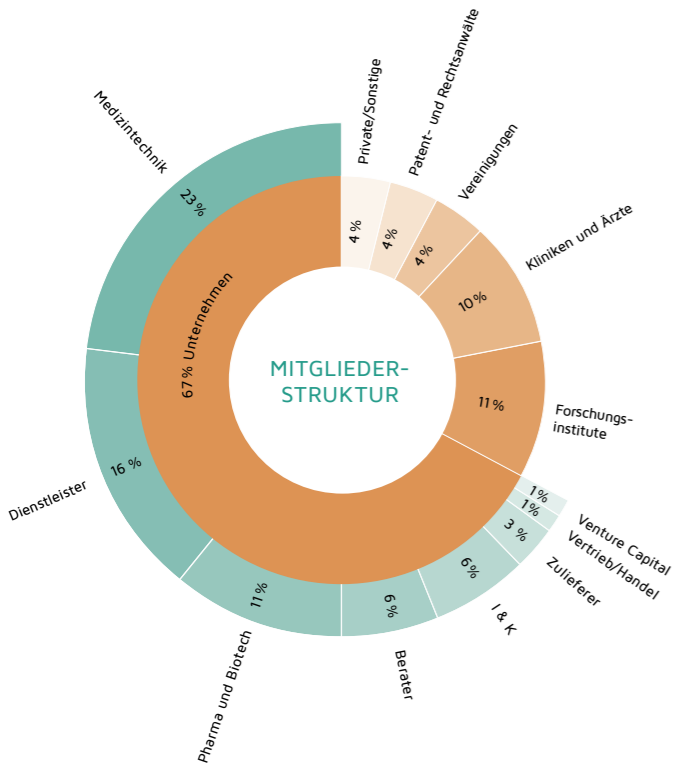 MITGLIEDER-
STRUKTUR
Private/Sonstige
4 %
Patent- und Rechtsanwälte
4 %
Vereinigungen
4 %
Kliniken und Ärzte
10 %
Forschungs-
institute
11 %
67 % Unternehmen
Venture Capital
1 %
Vertrieb/Handel
1 %
Zulieferer
3 %
I & K
6 %
Berater
6 %
Pharma und Biotech
11 %
Dienstleister
16 %
Medizintechnik
23 %